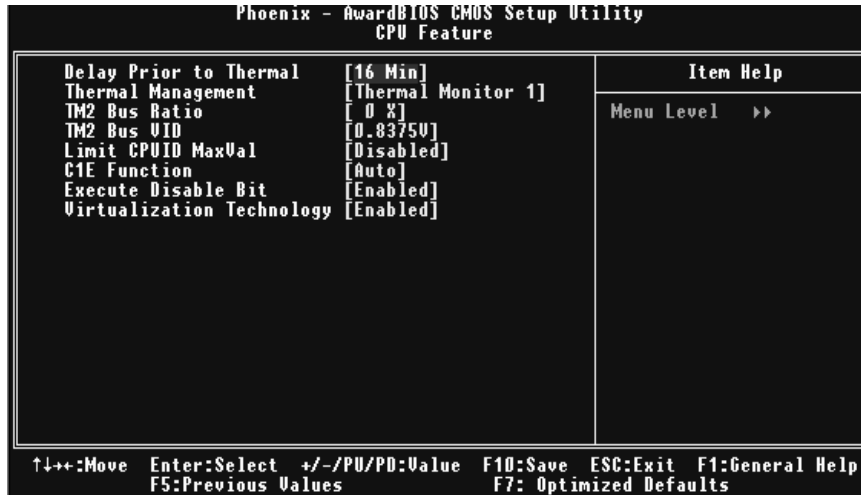 Phoenix - AwardBIOS CMOS Setup Utility
CPU Feature
Delay Prior to Thermal [16 Min]
Thermal Management [Thermal Monitor 1]
TM2 Bus Ratio [ 0 X]
TM2 Bus VID [0.8375V]
Limit CPUID MaxVal [Disabled]
C1E Function [Auto]
Execute Disable Bit [Enabled]
Virtualization Technology [Enabled]
Item Help
Menu Level ▸▸
↑↓→←:Move Enter:Select +/-/PU/PD:Value F10:Save ESC:Exit F1:General Help
F5:Previous Values F7: Optimized Defaults